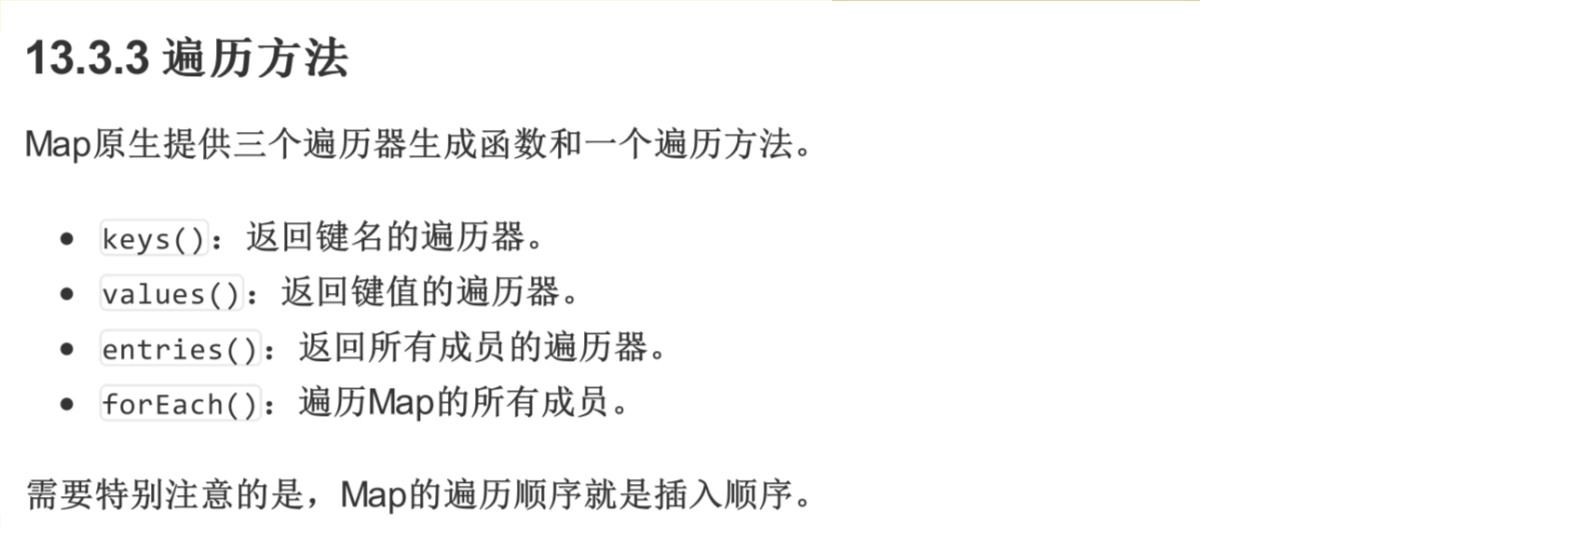 13.3.3 遍历方法
Map原生提供三个遍历器生成函数和一个遍历方法。
• keys()：返回键名的遍历器。
• values()：返回键值的遍历器。
• entries()：返回所有成员的遍历器。
• forEach()：遍历Map的所有成员。
需要特别注意的是，Map的遍历顺序就是插入顺序。